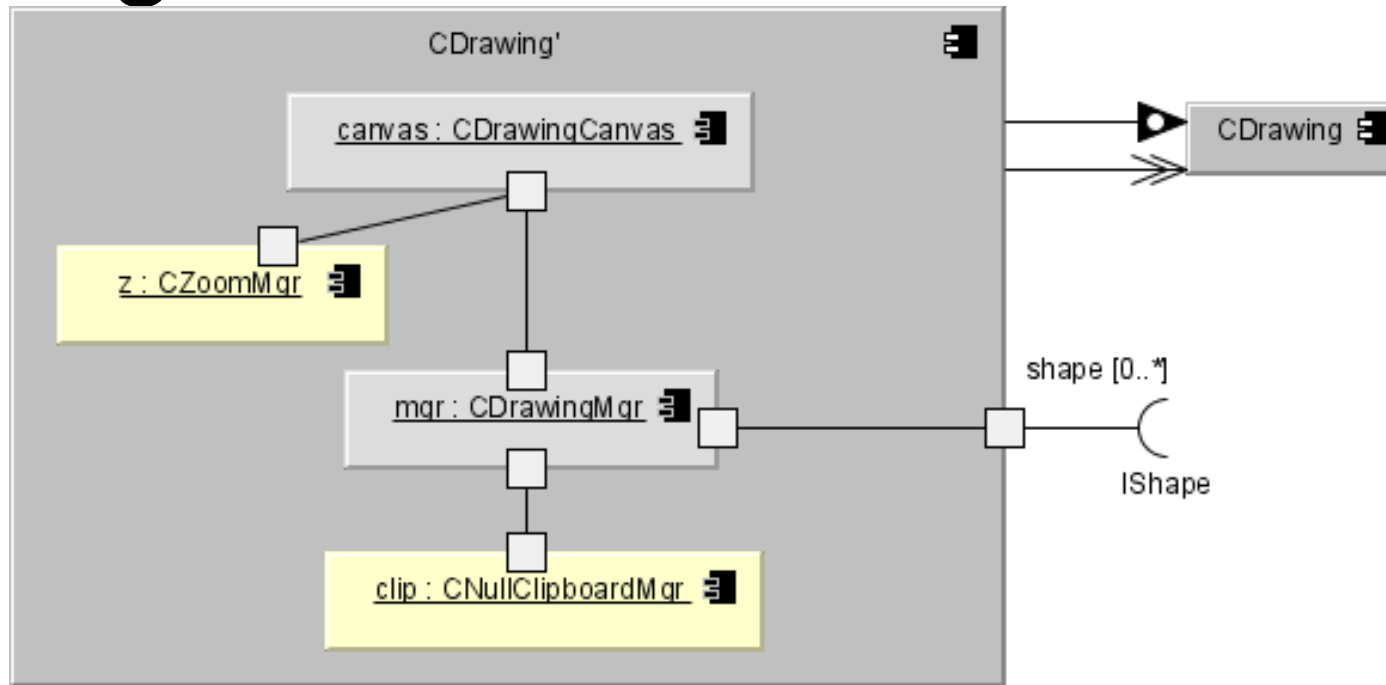 CDrawing'
canvas : CDrawingCanvas
CDrawing
z : CZoomMgr
shape [0..*]
mgr : CDrawingMgr
IShape
clip : CNullClipboardMgr